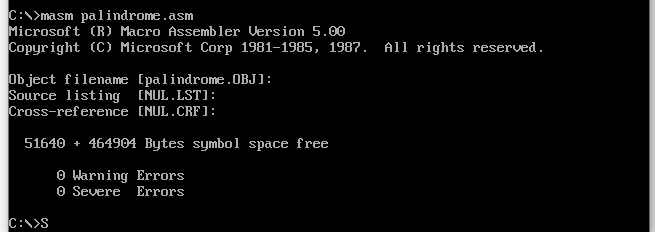 C:\>masm palindrome.asm
Microsoft (R) Macro Assembler Version 5.00
Copyright (C) Microsoft Corp 1981-1985, 1987.  All rights reserved.
Object filename [palindrome.OBJ]:
Source listing  [NUL.LST]:
Cross-reference [NUL.CRF]:
51640 + 464904 Bytes symbol space free
0 Warning Errors
0 Severe  Errors
C:\>S